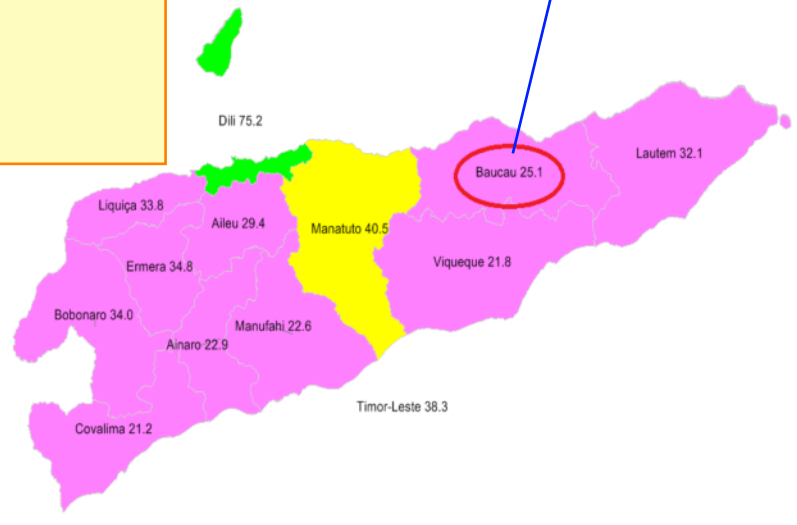 Dili 75.2
Lautem 32.1
Baucau 25.1
Liquiça 33.8
Aileu 29.4
Manatuto 40.5
Viqueque 21.8
Ermera 34.8
Bobonaro 34.0
Manufahi 22.6
Ainaro 22.9
Timor-Leste 38.3
Covalima 21.2